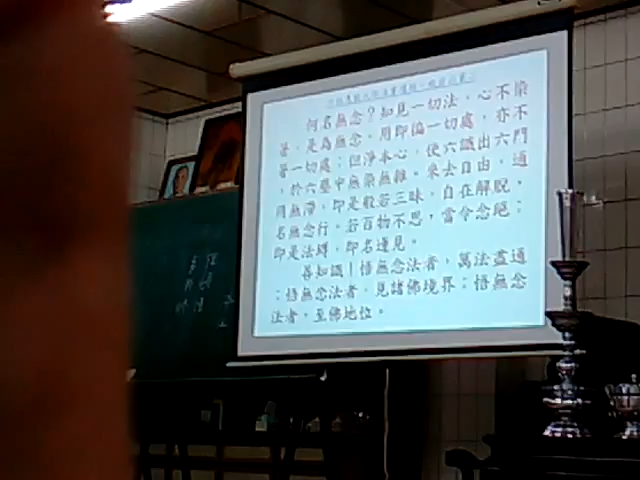 何名無念？知見一切法，心不染
著，是為無念。用即徧一切處，亦不
著一切處；但淨本心，使六識出六門
，於六塵中無染無雜，來去自由，通
用無滯，即是般若三昧，自在解脫，
名無念行。若百物不思，當令念絕；
即是法縛，即名邊見。
善知識！悟無念法者，萬法盡通
；悟無念法者，見諸佛境界；悟無念
法者，至佛地位。